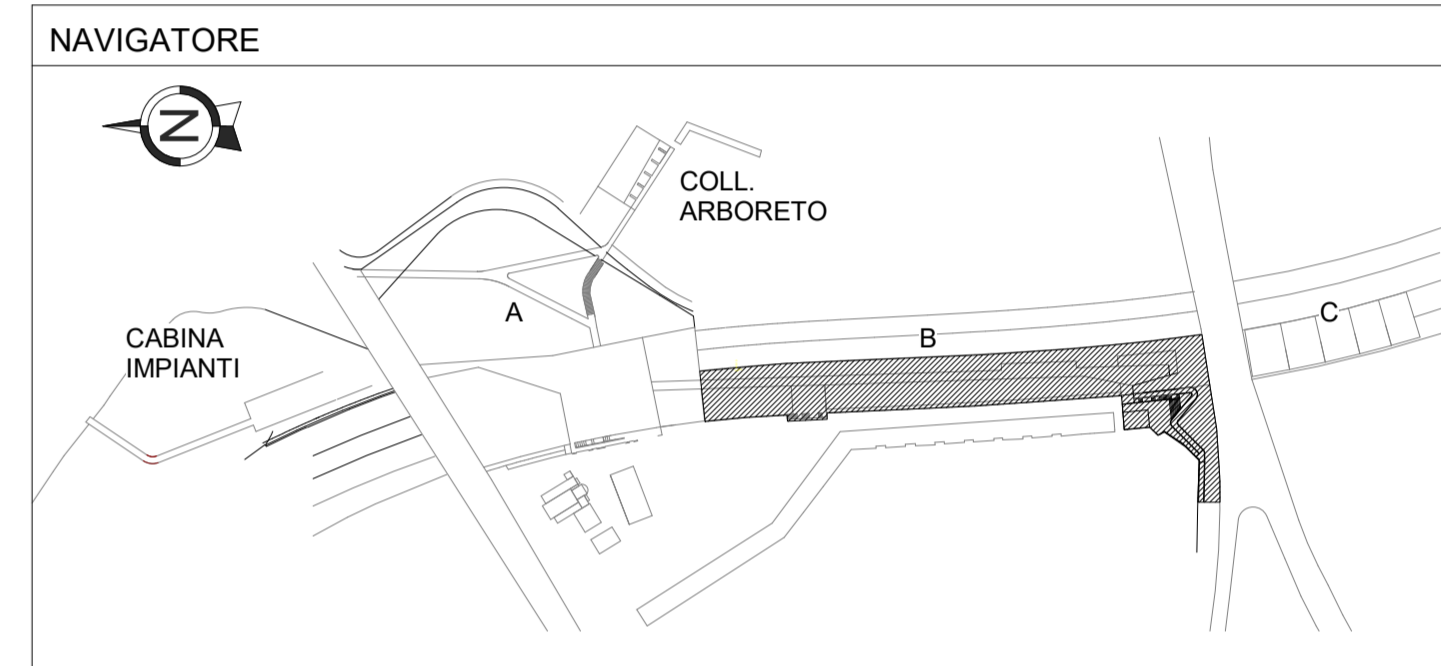 NAVIGATORE
N
COLL.
ARBORETO
A
CABINA
IMPIANTI
B
C